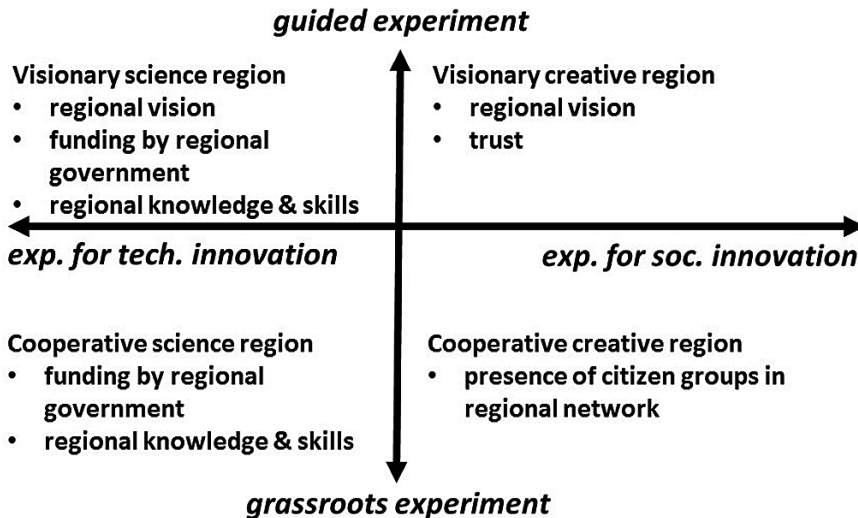 guided experiment
Visionary science region
• regional vision
• funding by regional
government
• regional knowledge & skills
Visionary creative region
• regional vision
• trust
exp. for tech. innovation
exp. for soc. innovation
Cooperative science region
• funding by regional
government
• regional knowledge & skills
Cooperative creative region
• presence of citizen groups in
regional network
grassroots experiment